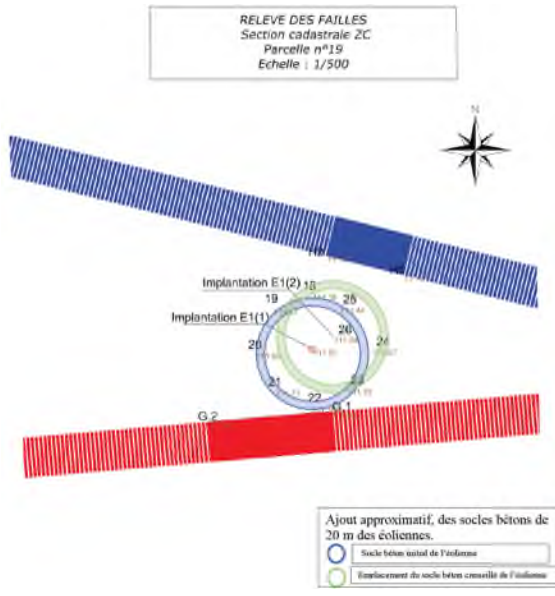 RELEVE DES FAILLES
Section cadastrale ZC
Parcelle n°19
Echelle : 1/500
N
Implantation E1(2)
18
25
19
Implantation E1(1)
26
24
20
21
22
23
G.2
G.1
Ajout approximatif, des socles bétons de
20 m des éoliennes.
Socle béton initial de l'éolienne
Emplacement du socle béton conseillé de l'éolienne